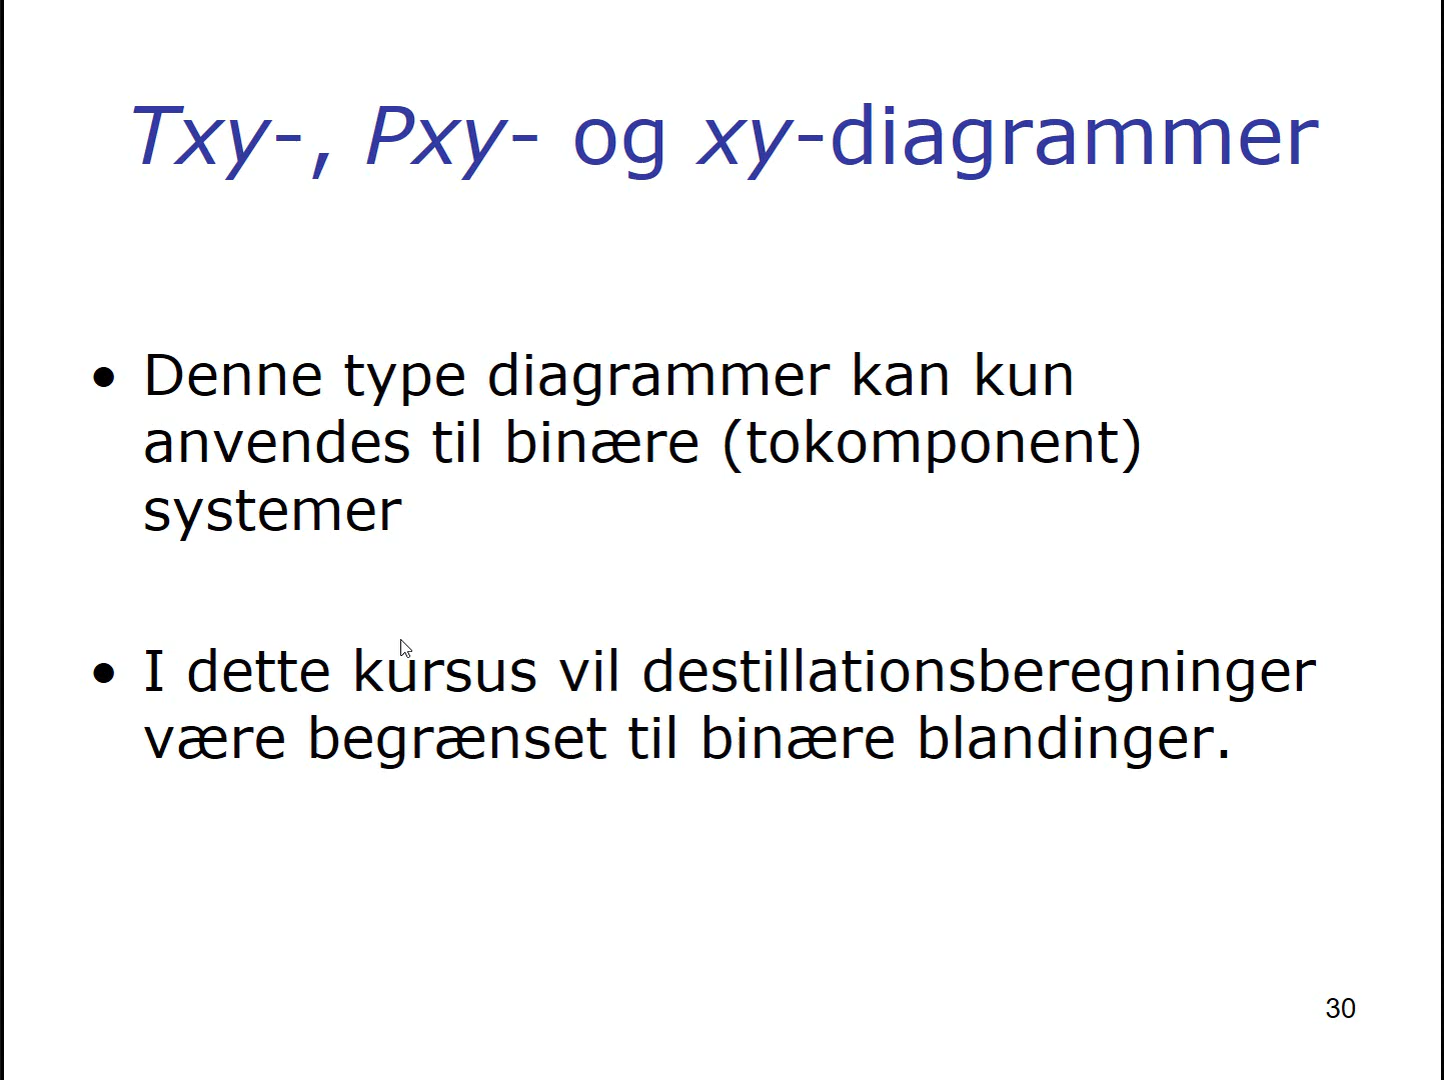 Txy-, Pxy- og xy-diagrammer
• Denne type diagrammer kan kun
anvendes til binære (tokomponent)
systemer
• I dette kursus vil destillationsberegninger
være begrænset til binære blandinger.
30